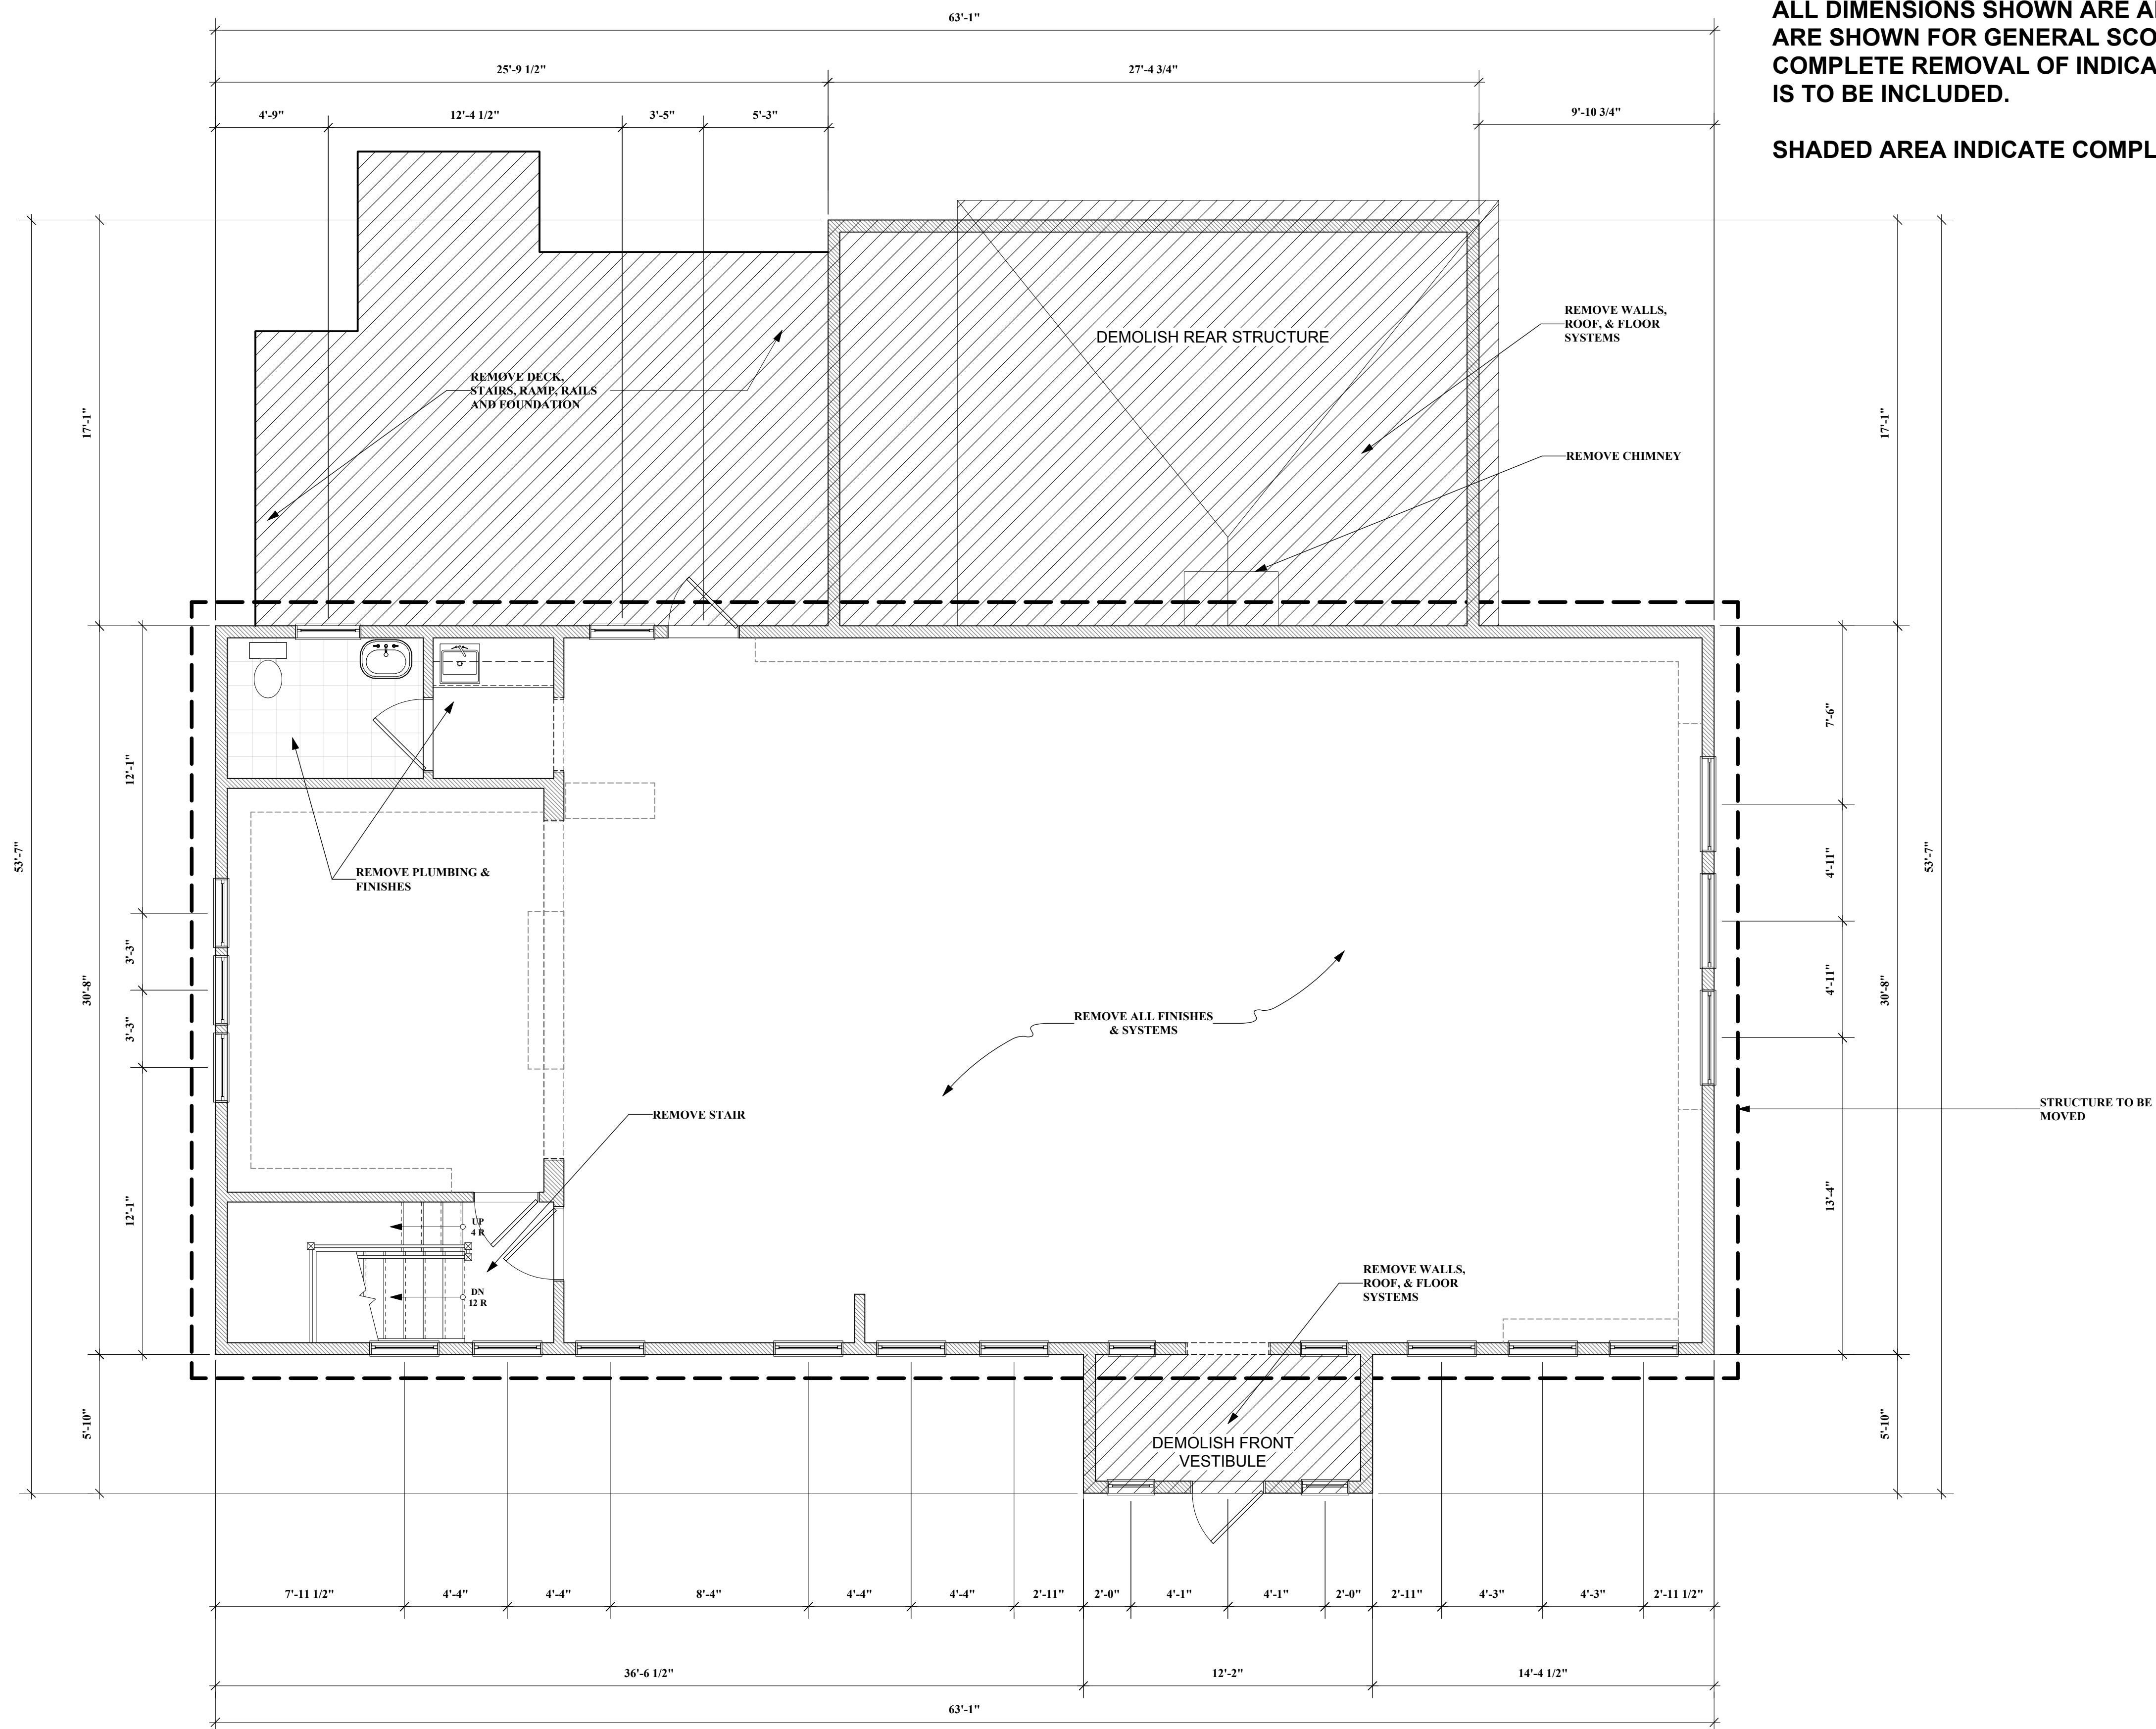 63'-1"
ALL DIMENSIONS SHOWN ARE
ARE SHOWN FOR GENERAL
COMPLETE REMOVAL OF
IS TO BE INCLUDED.
SHADED AREA INDICATE
25'-9 1/2"
27'-4 3/4"
4'-9"
12'-4 1/2"
3'-5"
5'-3"
9'-10 3/4"
REMOVE WALLS,
ROOF, & FLOOR
SYSTEMS
DEMOLISH REAR STRUCTURE
REMOVE DECK,
STAIRS, RAMP, RAILS
AND FOUNDATION
17'-1"
17'-1"
REMOVE CHIMNEY
7'-6"
12'-1"
53'-7"
4'-11"
53'-7"
REMOVE PLUMBING &
FINISHES
3'-3"
4'-11"
30'-8"
30'-8"
3'-3"
REMOVE ALL FINISHES
& SYSTEMS
REMOVE STAIR
STRUCTURE TO BE
MOVED
12'-1"
13'-4"
UP
4 R
DN
12 R
REMOVE WALLS,
ROOF, & FLOOR
SYSTEMS
5'-10"
5'-10"
DEMOLISH FRONT
VESTIBULE
7'-11 1/2"
4'-4"
4'-4"
8'-4"
4'-4"
4'-4"
2'-11"
2'-0"
4'-1"
4'-1"
2'-0"
2'-11"
4'-3"
4'-3"
2'-11 1/2"
36'-6 1/2"
12'-2"
14'-4 1/2"
63'-1"